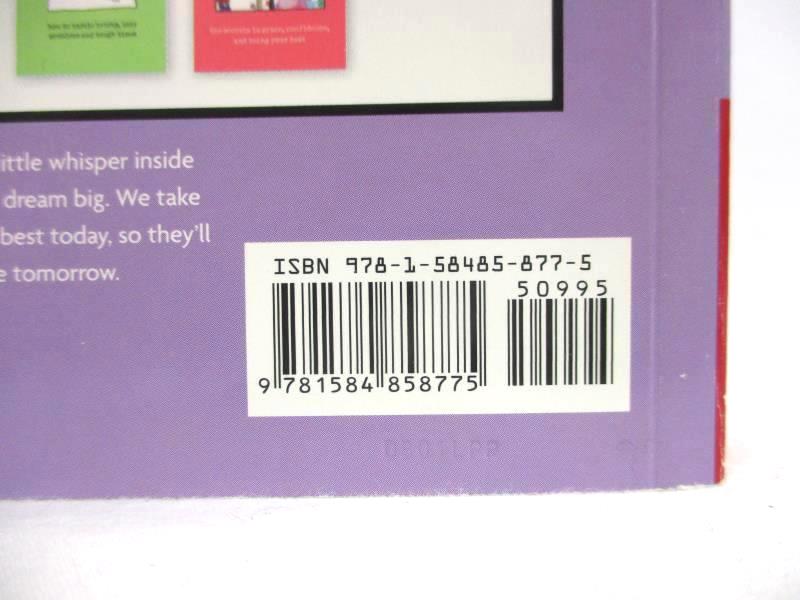 ittle whisper inside
dream big. We take
best today, so they'll
e tomorrow.
ISBN 978-1-58485-877-5
50995
9 781584 858775